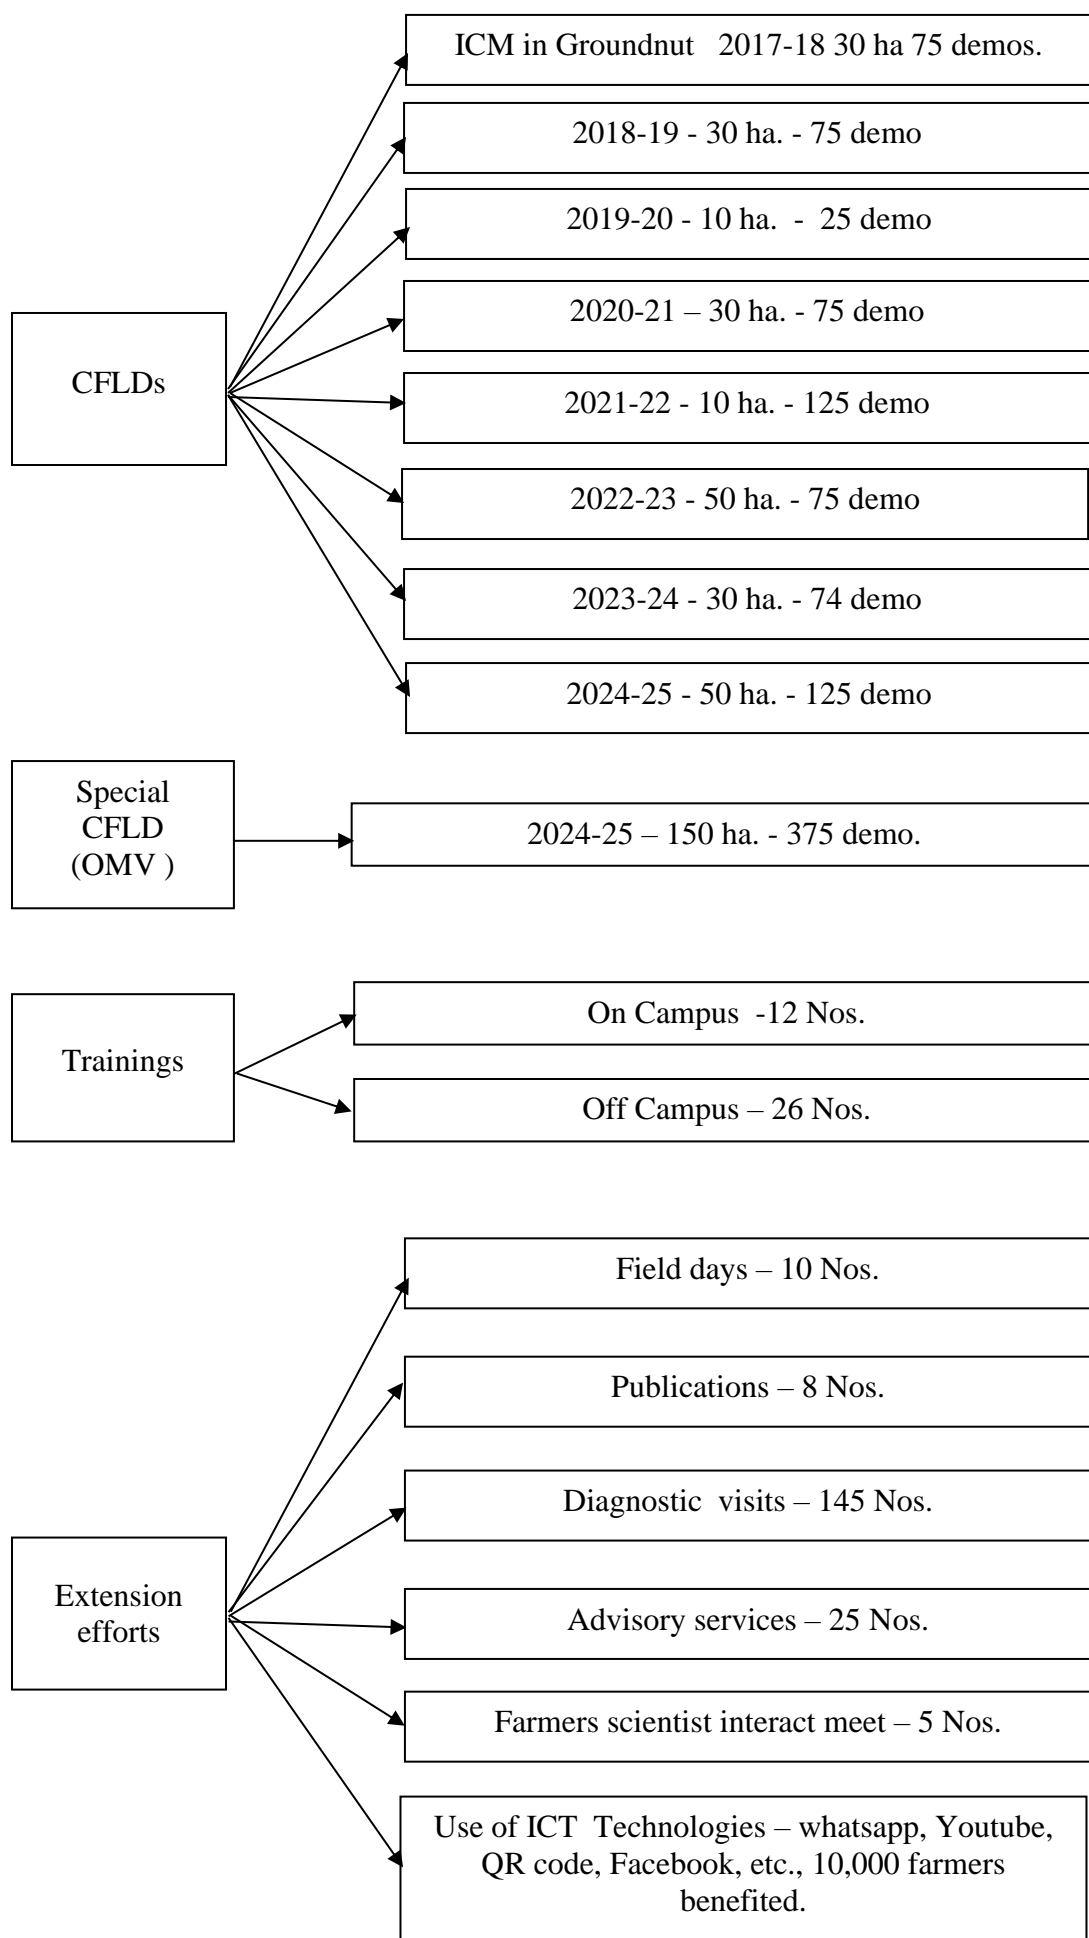 ICM in Groundnut 2017-18 30 ha 75 demos.
2018-19 - 30 ha. - 75 demo
2019-20 - 10 ha. - 25 demo
2020-21 – 30 ha. - 75 demo
CFLDs
2021-22 - 10 ha. - 125 demo
2022-23 - 50 ha. - 75 demo
2023-24 - 30 ha. - 74 demo
2024-25 - 50 ha. - 125 demo
Special
CFLD
(OMV )
2024-25 – 150 ha. - 375 demo.
Trainings
On Campus -12 Nos.
Off Campus – 26 Nos.
Field days – 10 Nos.
Publications – 8 Nos.
Diagnostic visits – 145 Nos.
Extension
efforts
Advisory services – 25 Nos.
Farmers scientist interact meet – 5 Nos.
Use of ICT Technologies – whatsapp, Youtube,
QR code, Facebook, etc., 10,000 farmers
benefited.